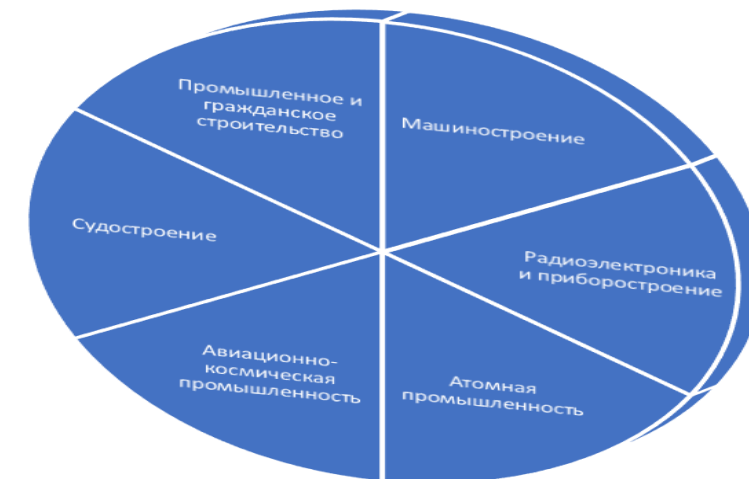 Промышленное и
гражданское
строительство
Машиностроение
Судостроение
Радиоэлектроника
и приборостроение
Авиационно-
космическая
промышленность
Атомная
промышленность